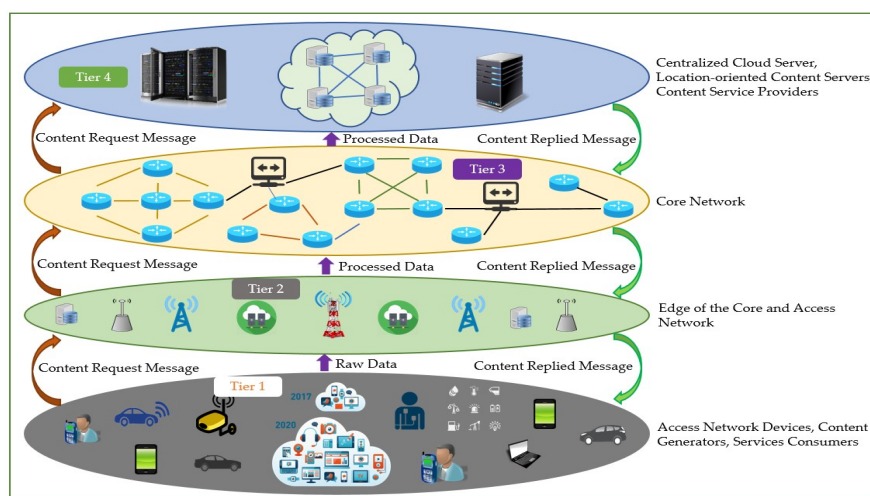 Tier 4
Centralized Cloud Server,
Location-oriented Content Servers
Content Service Providers
Content Request Message
Processed Data
Content Replied Message
Tier 3
Core Network
Content Request Message
Processed Data
Content Replied Message
Tier 2
Edge of the Core and Access
Network
Content Request Message
Raw Data
Content Replied Message
Tier 1
2017
2020
Access Network Devices, Content
Generators, Services Consumers